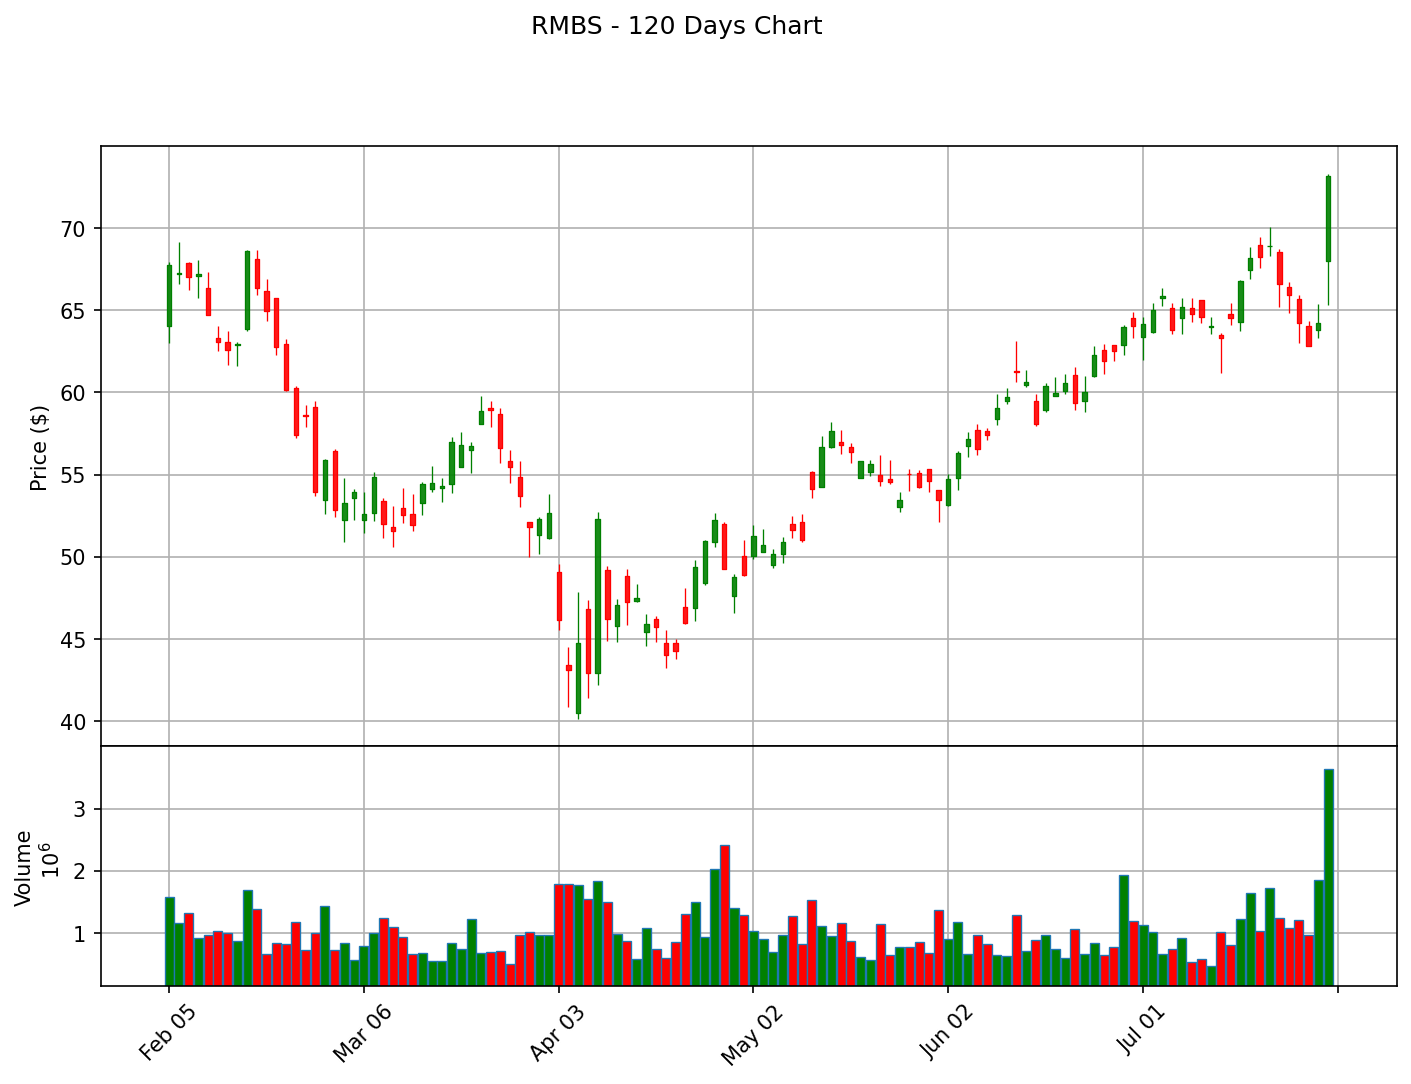 RMBS - 120 Days Chart
Price ($)
70
65
60
55
50
45
40
Volume
10⁶
3
2
1
Feb 05
Mar 06
Apr 03
May 02
Jun 02
Jul 01